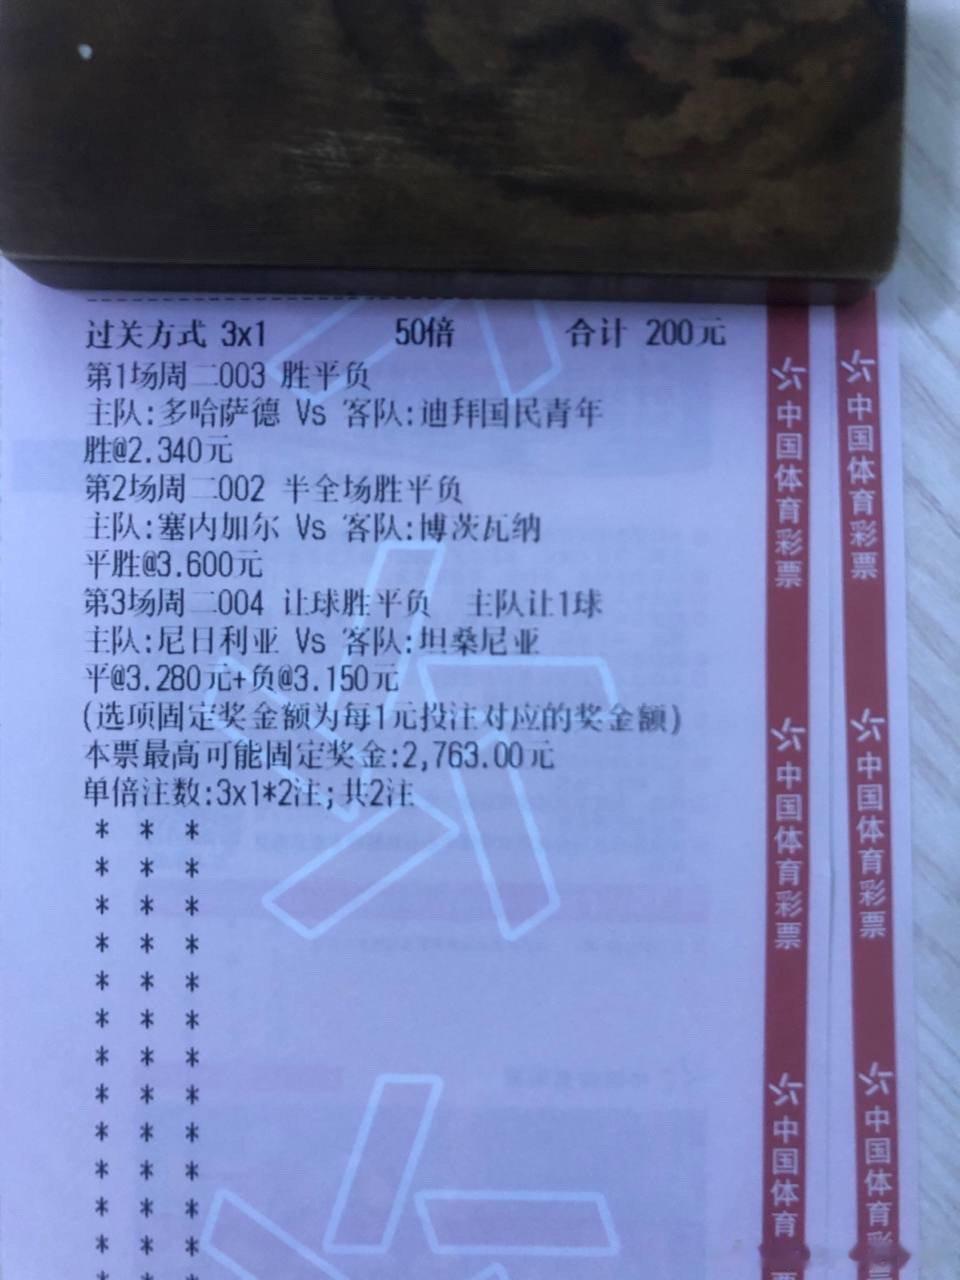 过关方式 3x1 50倍 合计 200元
第1场周二003 胜平负
主队:多哈萨德 Vs 客队:迪拜国民青年
胜@2.340元
第2场周二002 半全场胜平负
主队:塞内加尔 Vs 客队:博茨瓦纳
平胜@3.600元
第3场周二004 让球胜平负 主队让1球
主队:尼日利亚 Vs 客队:坦桑尼亚
平@3.280元+负@3.150元
(选项固定奖金额为每1元投注对应的奖金额)
本票最高可能固定奖金:2,763.00元
单倍注数:3x1*2注;共2注
* * *
* * *
* * *
* * *
* * *
* * *
* * *
* * *
* * *
* * *
* * *
* * *
中国体育彩票
中国体育彩票
中国体育彩票
中国体育彩票
中国体育
中国体育彩